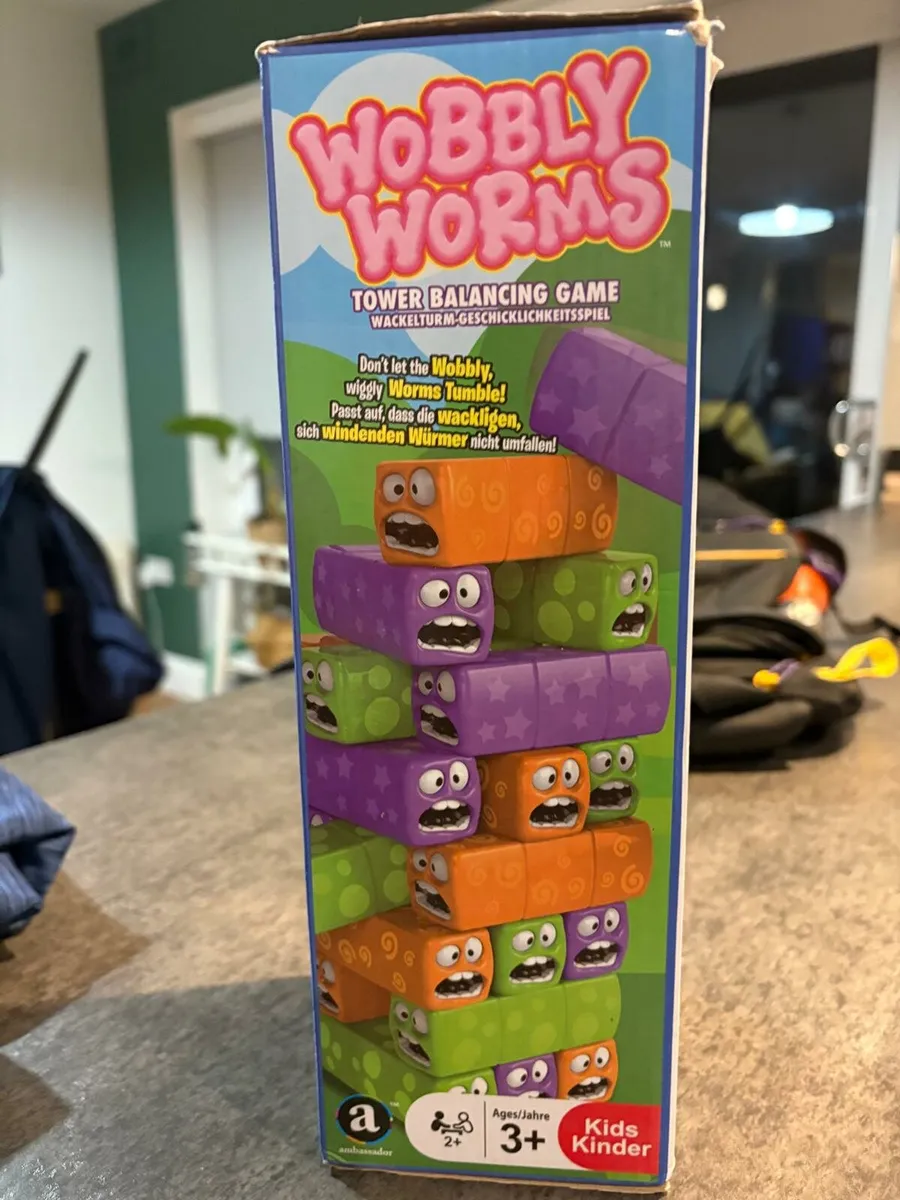 WOBBLY
WORMS
TM
TOWER BALANCING GAME
WACKELTURM-GESCHICKLICHKEITSSPIEL
Don't let the Wobbly,
wiggly Worms Tumble!
Passt auf, dass die wackligen,
sich windenden Würmer nicht umfallen!
a
TM
ambassador
2+
Ages/Jahre
3+
Kids
Kinder